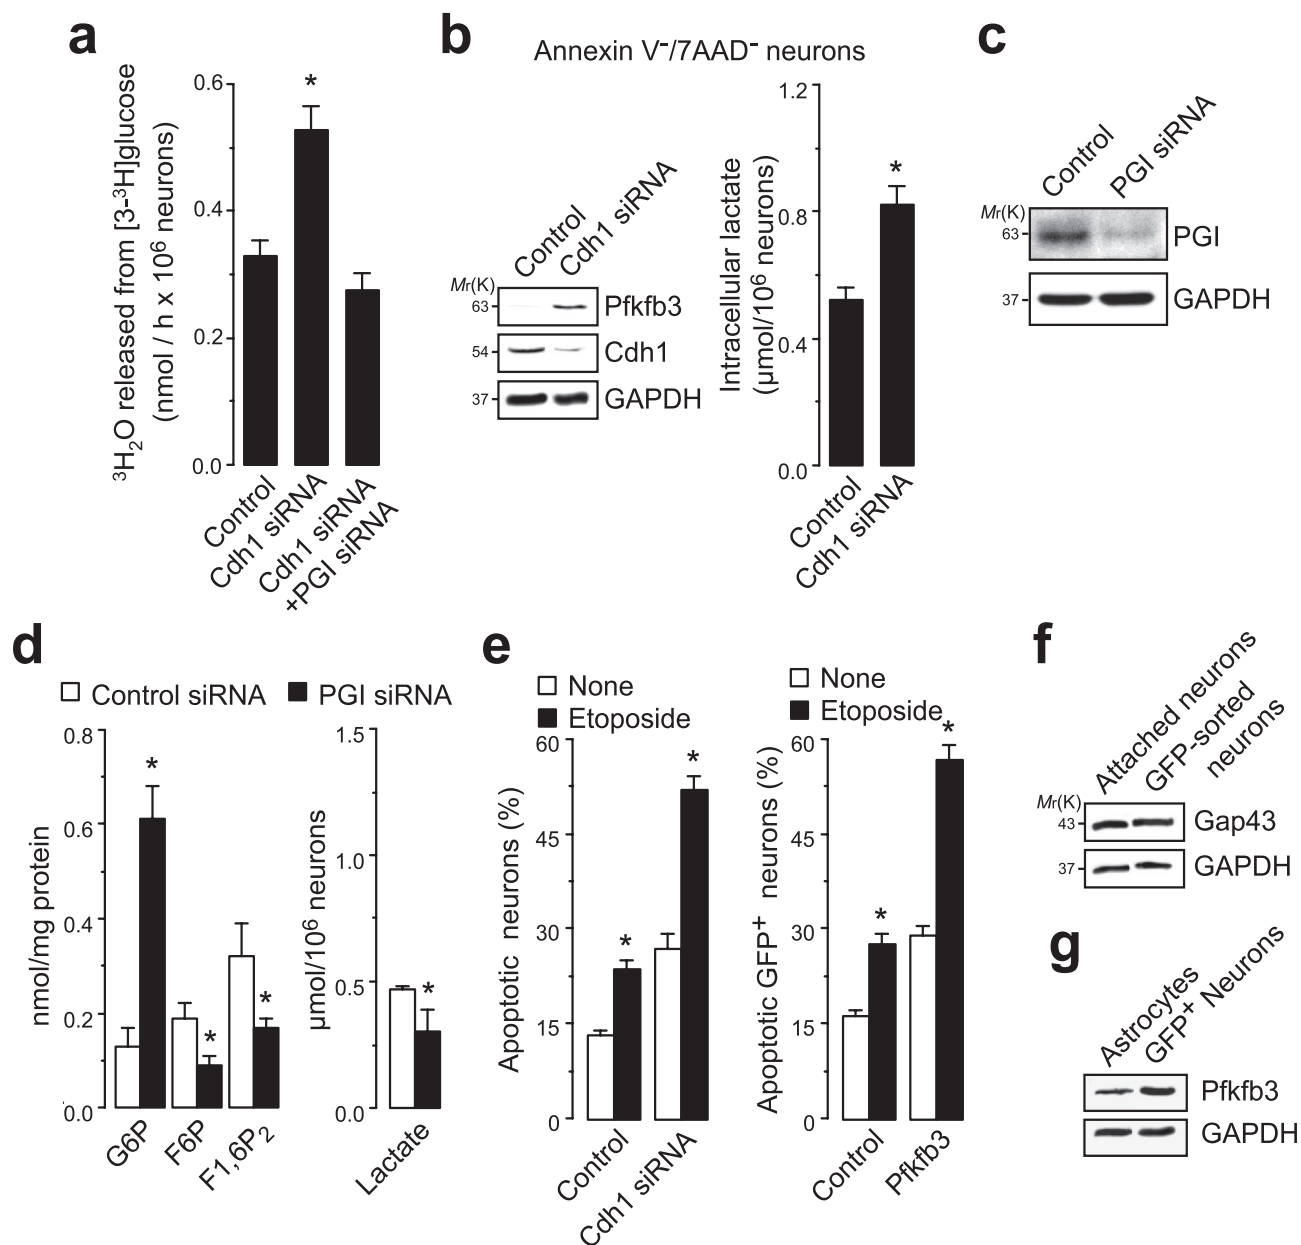 a
³H₂O released from [3-³H]glucose
(nmol / h x 10⁶ neurons)
0.6
0.4
0.2
0.0
*
Control
Cdh1 siRNA
Cdh1 siRNA
+PGI siRNA
b
Annexin V⁻/7AAD⁻ neurons
Control
Cdh1 siRNA
Mr(K)
63
Pfkfb3
54
Cdh1
37
GAPDH
Intracellular lactate
(µmol/10⁶ neurons)
1.2
0.8
0.4
0.0
*
Control
Cdh1 siRNA
c
Control
PGI siRNA
Mr(K)
63
PGI
37
GAPDH
d
Control siRNA
PGI siRNA
nmol/mg protein
0.8
0.6
0.4
0.2
0.0
*
*
*
G6P
F6P
F1,6P₂
µmol/10⁶ neurons
1.5
1.0
0.5
0.0
*
Lactate
e
None
Etoposide
Apoptotic neurons (%)
60
45
30
15
0
*
*
Control
Cdh1 siRNA
None
Etoposide
Apoptotic GFP⁺ neurons (%)
60
45
30
15
0
*
*
Control
Pfkfb3
f
Attached neurons
GFP-sorted
neurons
Mr(K)
43
Gap43
37
GAPDH
g
Astrocytes
GFP⁺ Neurons
Pfkfb3
GAPDH